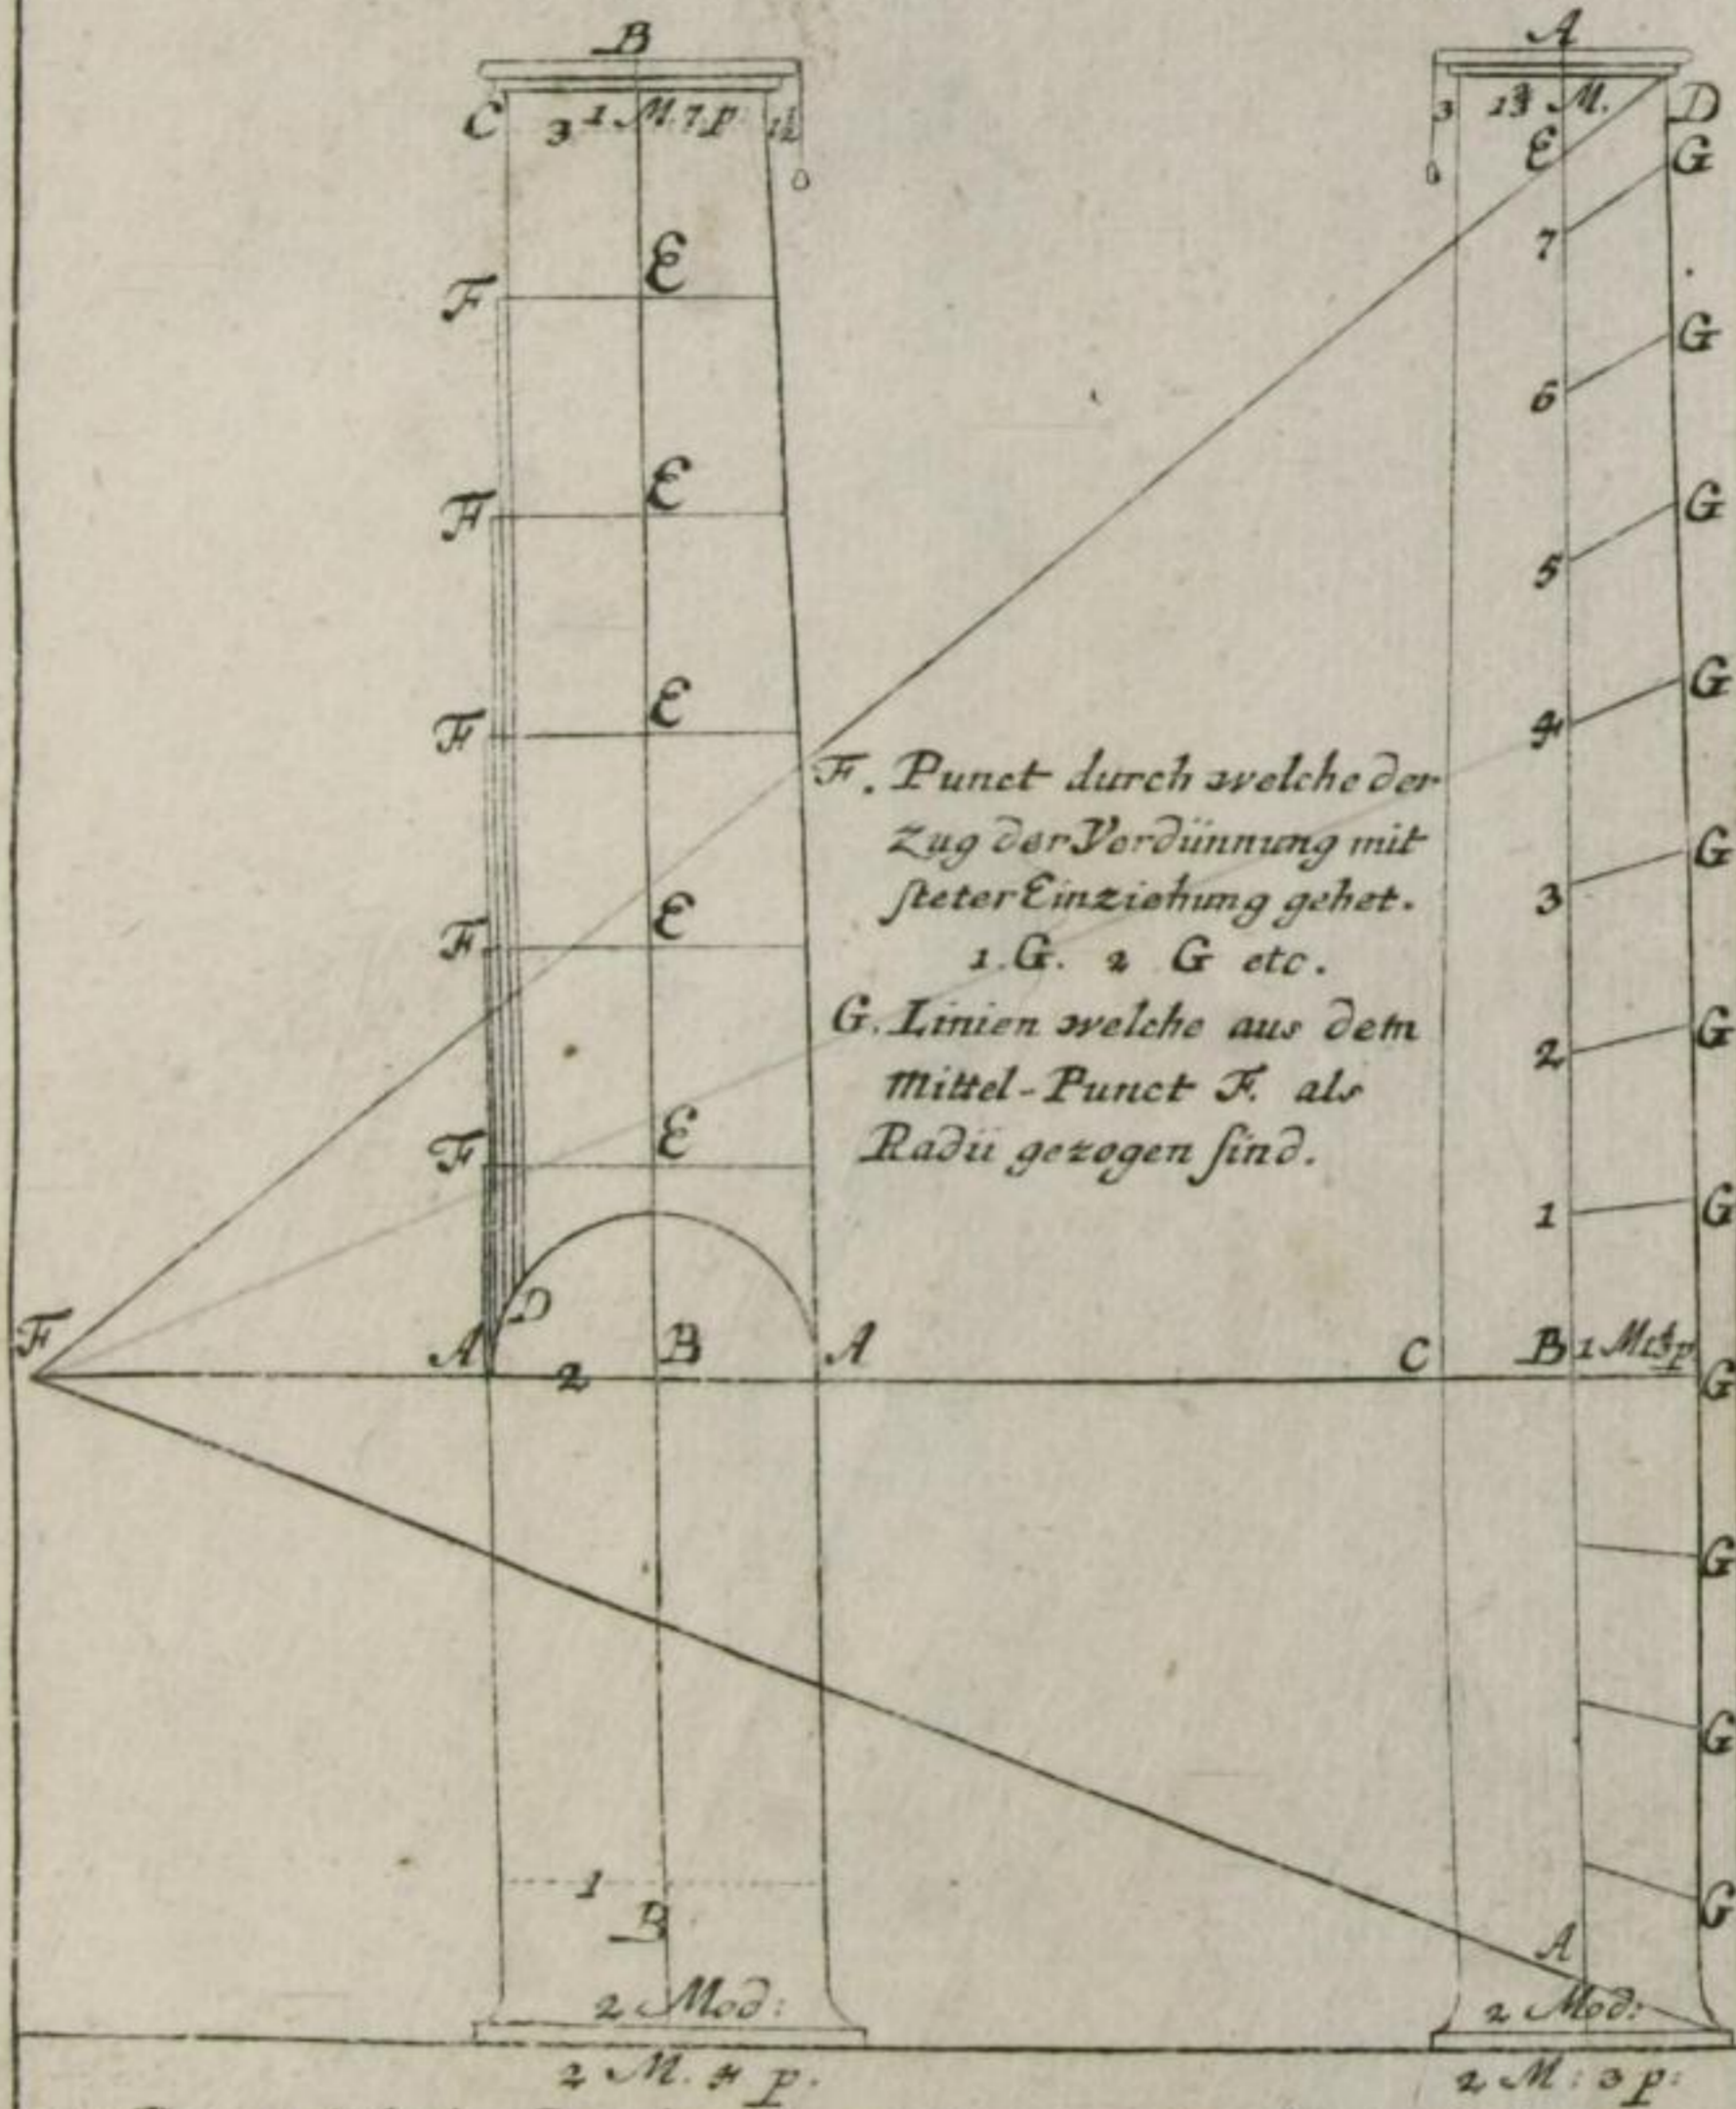 B
C 3 1 M. 7 p: 1½
F E
F E
F E
F E
F E
F A D 2 B A
1
B
2 Mod:
2 M. 4 p.
F. Punct durch welche der
Zug der Verdünnung mit
steter Einziehung gehet.
1. G. 2 G etc.
G. Linien welche aus dem
Mittel-Punct F. als
Radii gezogen sind.
A
3 M. D
E G
7
G
6
G
5
G
4
G
3
G
2
G
1
C B 1 M p G
G
G
G
A
2 Mod:
2 M: 3 p: